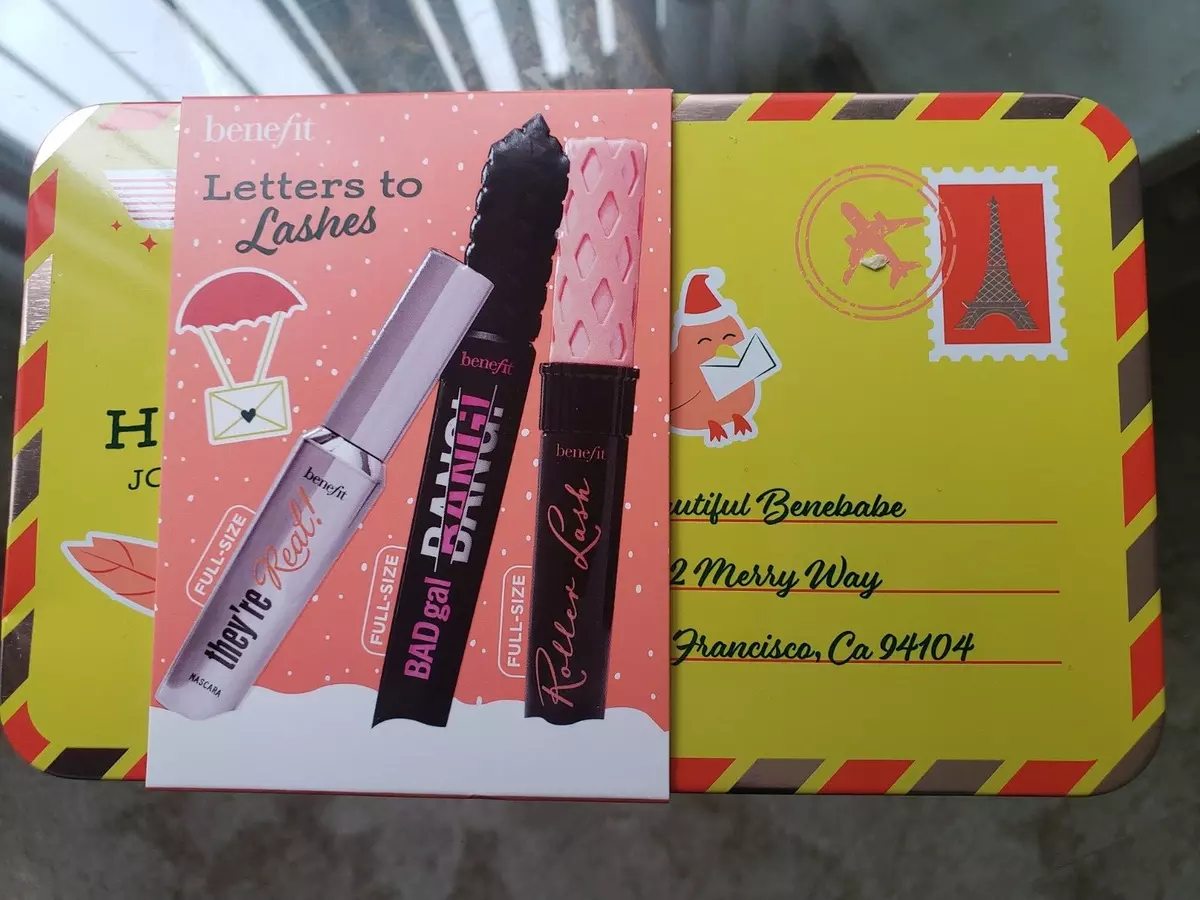 benefit
Letters to
Lashes
H
JO
benefit
they're Real!
MASCARA
FULL-SIZE
benefit
BADgal BANG!
BANG!
FULL-SIZE
benefit
Roller Lash
FULL-SIZE
utiful Benebabe
2 Merry Way
Francisco, Ca 94104